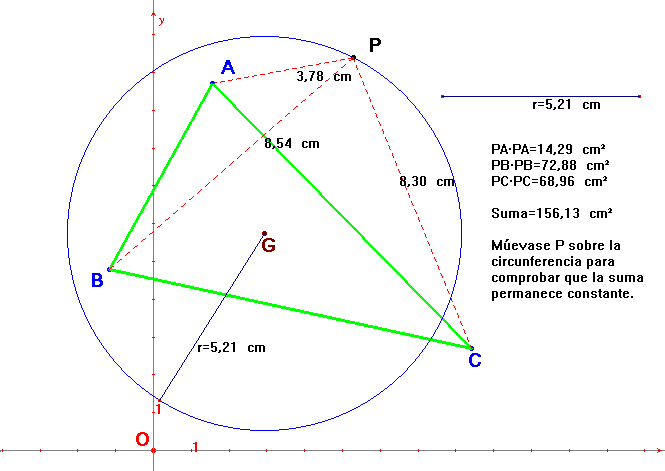 y
P
A
3,78 cm
r=5,21 cm
8,54 cm
PA·PA=14,29 cm²
PB·PB=72,88 cm²
PC·PC=68,96 cm²
8,30 cm
Suma=156,13 cm²
G
Múevase P sobre la
circunferencia para
comprobar que la suma
permanece constante.
B
r=5,21 cm
C
1
O
1
x